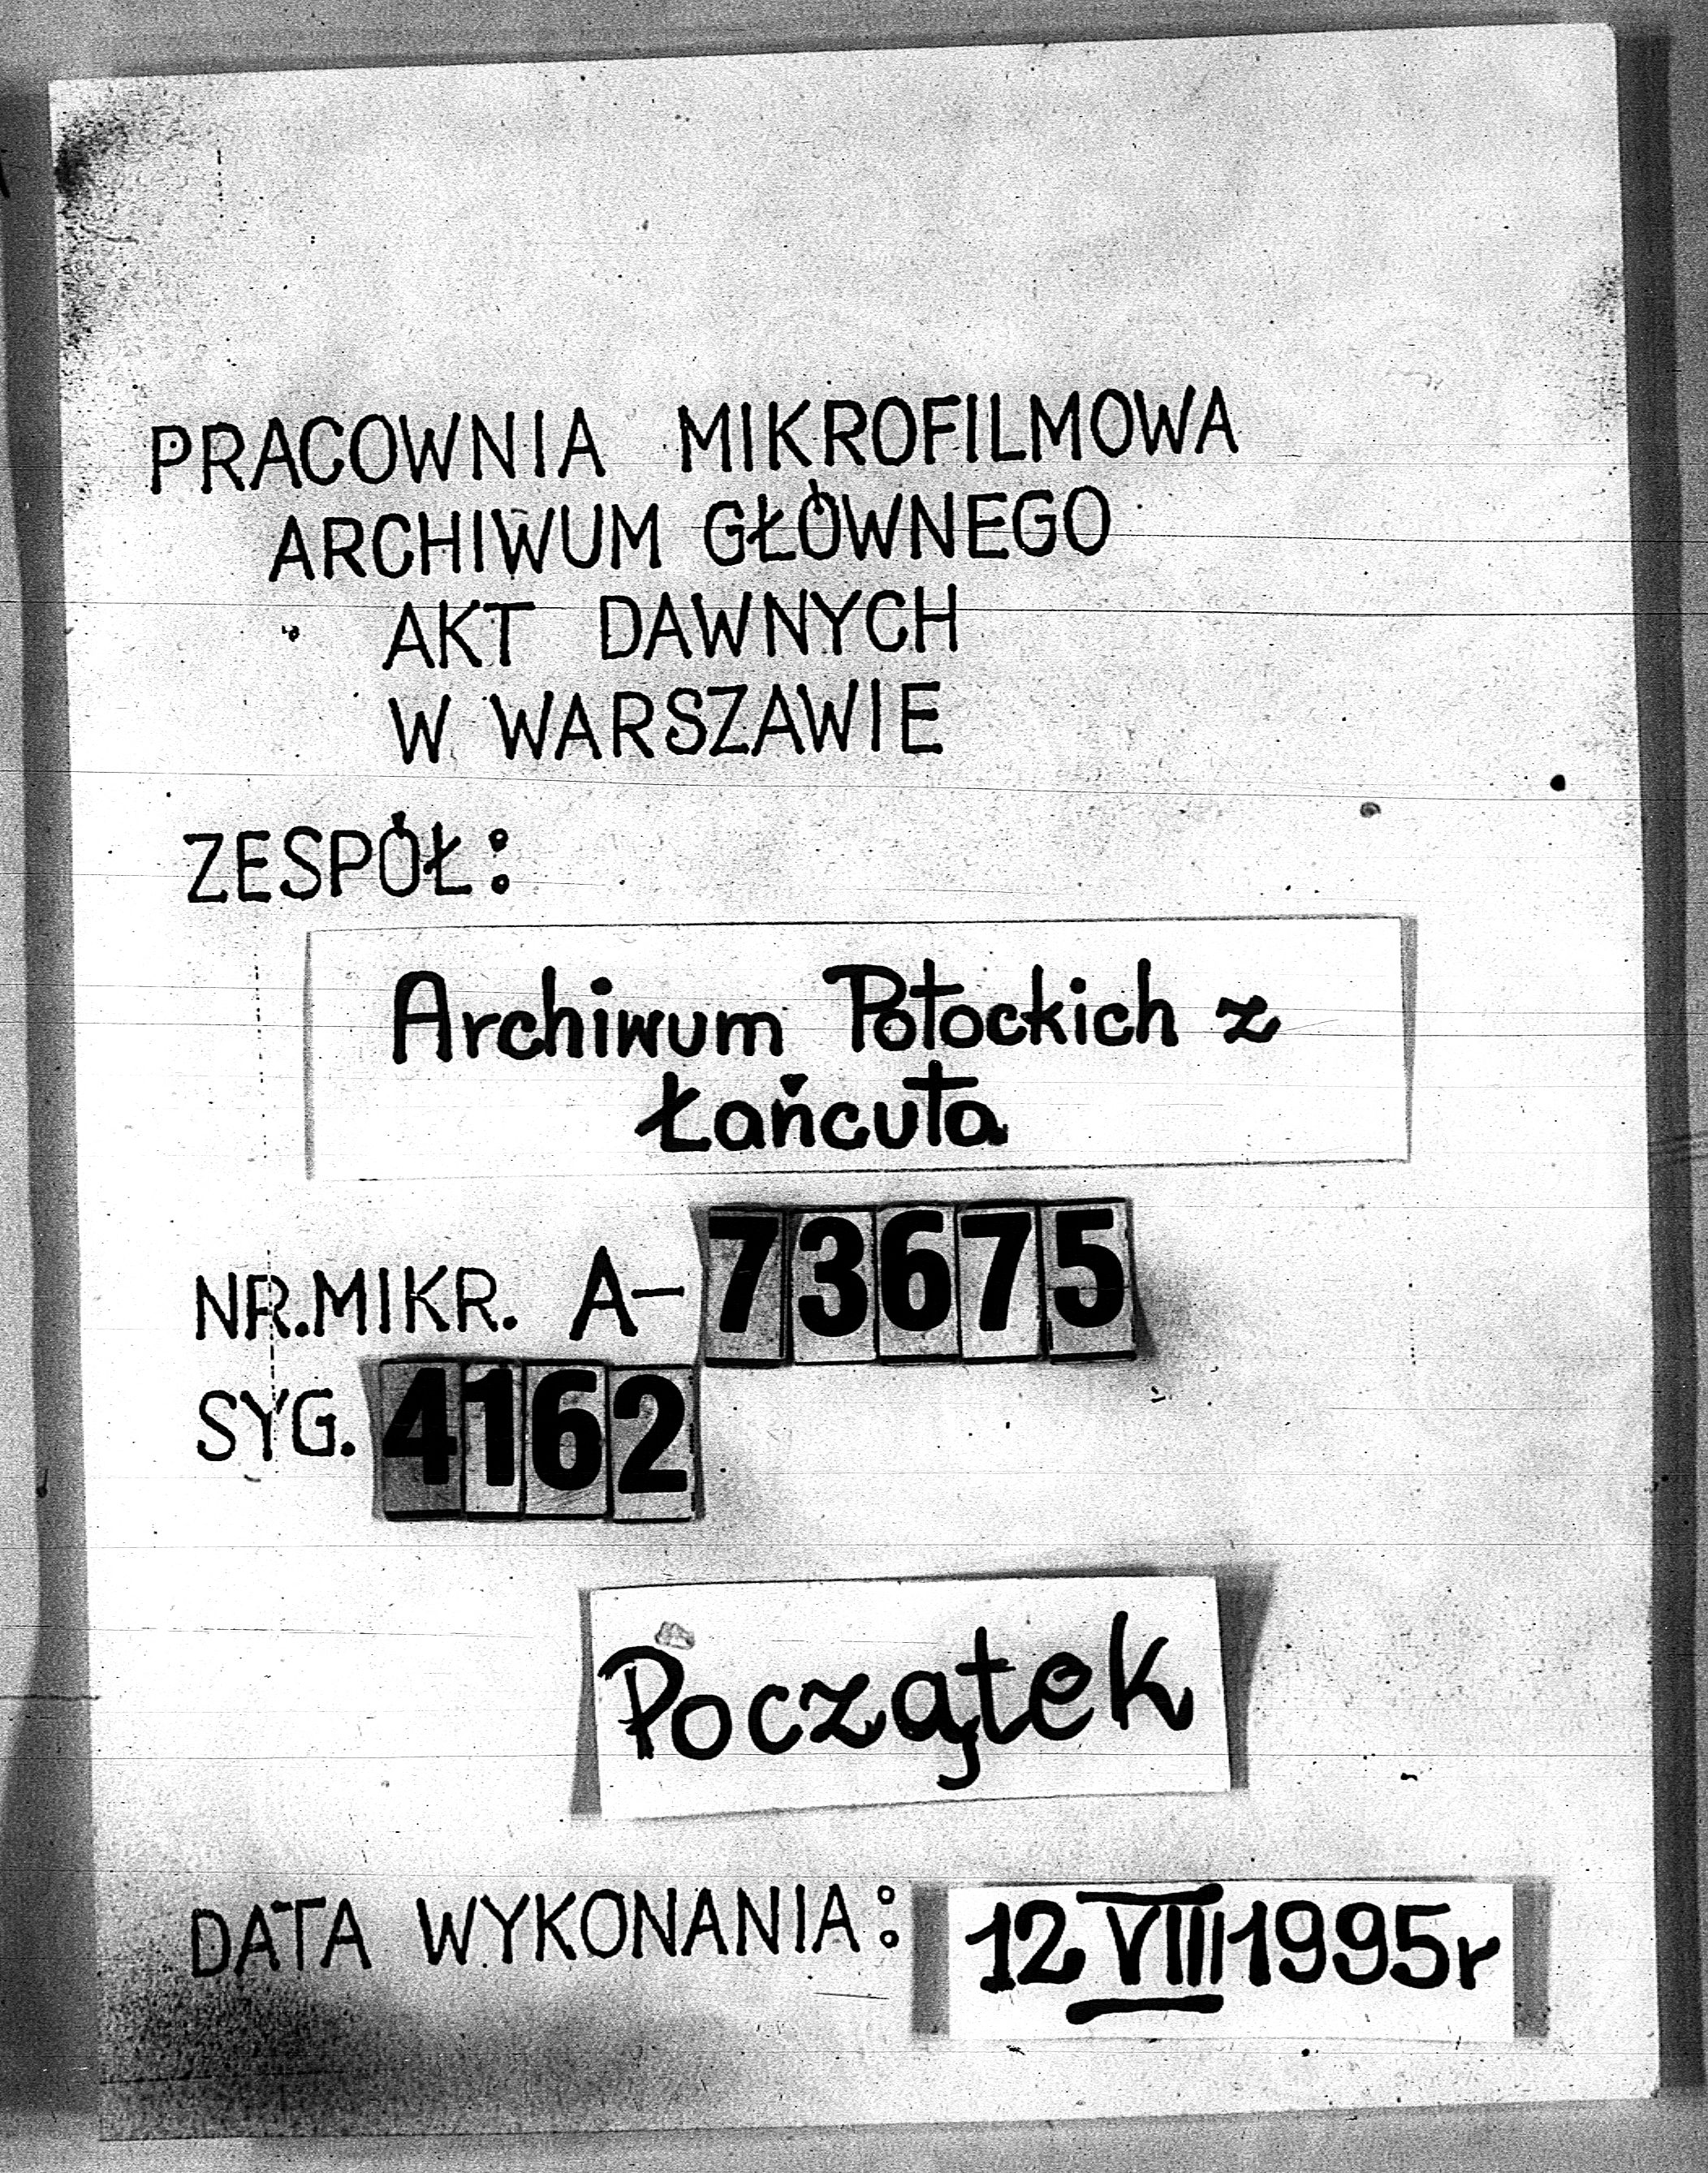 PRACOWNIA MIKROFILMOWA
ARCHIWUM GŁÓWNEGO
AKT DAWNYCH
W WARSZAWIE
ZESPÓŁ:
Archiwum Potockich z
Łańcuta
NR.MIKR. A-73675
SYG. 4162
Początek
DATA WYKONANIA: 12 VIII 1995r